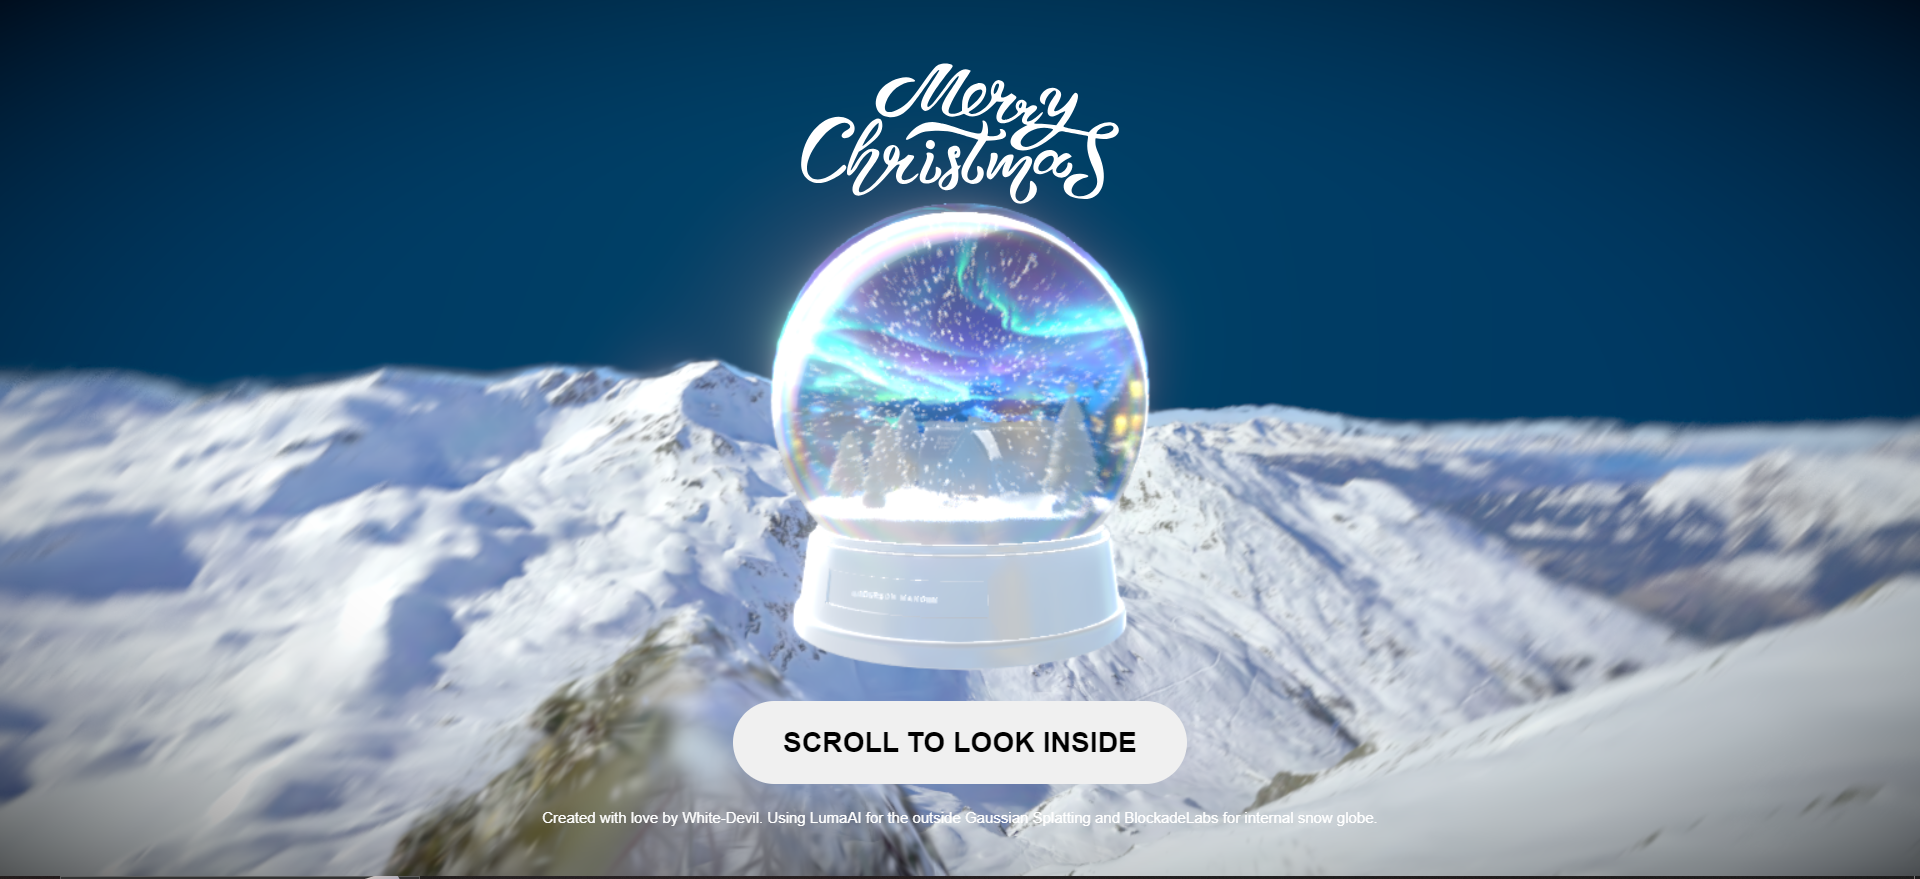 Merry
Christmas
SCROLL TO LOOK INSIDE
Created with love by White-Devil. Using LumaAI for the outside Gaussian Splatting and BlockadeLabs for internal snow globe.